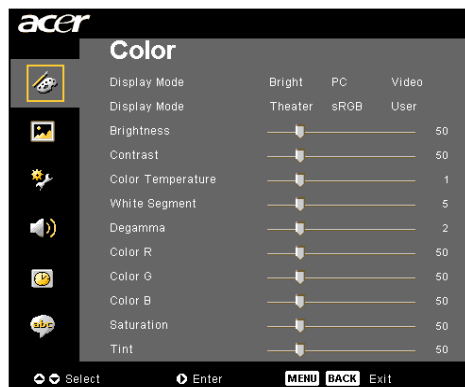 acer
Color
Display Mode Bright PC Video
Display Mode Theater sRGB User
Brightness 50
Contrast 50
Color Temperature 1
White Segment 5
Degamma 2
Color R 50
Color G 50
Color B 50
Saturation 50
Tint 50
abc
Select Enter MENU BACK Exit